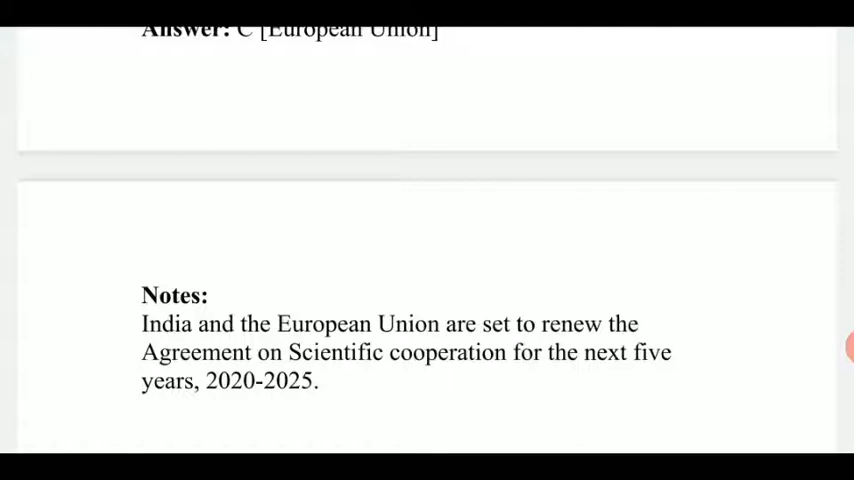 Answer: C [European Union]
Notes:
India and the European Union are set to renew the
Agreement on Scientific cooperation for the next five
years, 2020-2025.